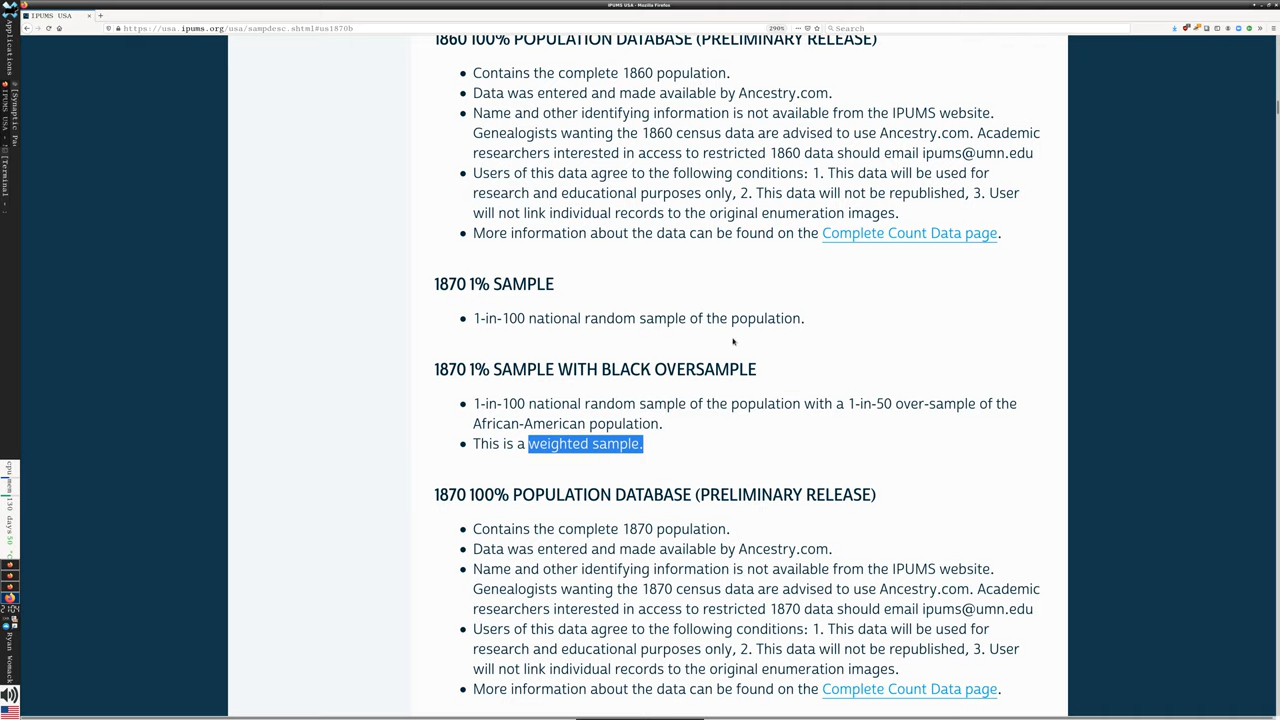 IPUMS USA - Mozilla Firefox
Applications
IPUMS USA
https://usa.ipums.org/usa/sampdesc.shtml#us1870b
290%
Search
1860 100% POPULATION DATABASE (PRELIMINARY RELEASE)
• Contains the complete 1860 population.
• Data was entered and made available by Ancestry.com.
• Name and other identifying information is not available from the IPUMS website.
Genealogists wanting the 1860 census data are advised to use Ancestry.com. Academic
researchers interested in access to restricted 1860 data should email ipums@umn.edu
• Users of this data agree to the following conditions: 1. This data will be used for
research and educational purposes only, 2. This data will not be republished, 3. User
will not link individual records to the original enumeration images.
• More information about the data can be found on the Complete Count Data page.
1870 1% SAMPLE
• 1-in-100 national random sample of the population.
1870 1% SAMPLE WITH BLACK OVERSAMPLE
• 1-in-100 national random sample of the population with a 1-in-50 over-sample of the
African-American population.
• This is a weighted sample.
1870 100% POPULATION DATABASE (PRELIMINARY RELEASE)
• Contains the complete 1870 population.
• Data was entered and made available by Ancestry.com.
• Name and other identifying information is not available from the IPUMS website.
Genealogists wanting the 1870 census data are advised to use Ancestry.com. Academic
researchers interested in access to restricted 1870 data should email ipums@umn.edu
• Users of this data agree to the following conditions: 1. This data will be used for
research and educational purposes only, 2. This data will not be republished, 3. User
will not link individual records to the original enumeration images.
• More information about the data can be found on the Complete Count Data page.
cpu
mem
130 days
Ryan Womack